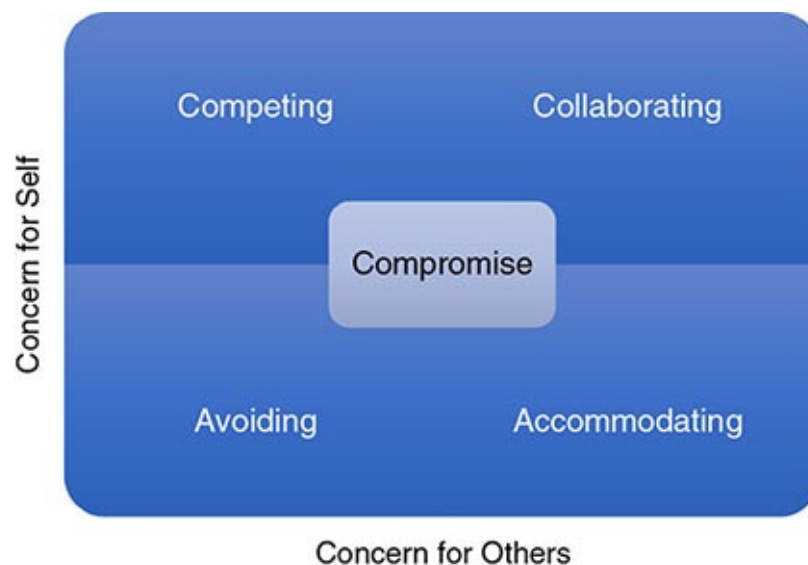 Competing
Collaborating
Concern for Self
Compromise
Avoiding
Accommodating
Concern for Others